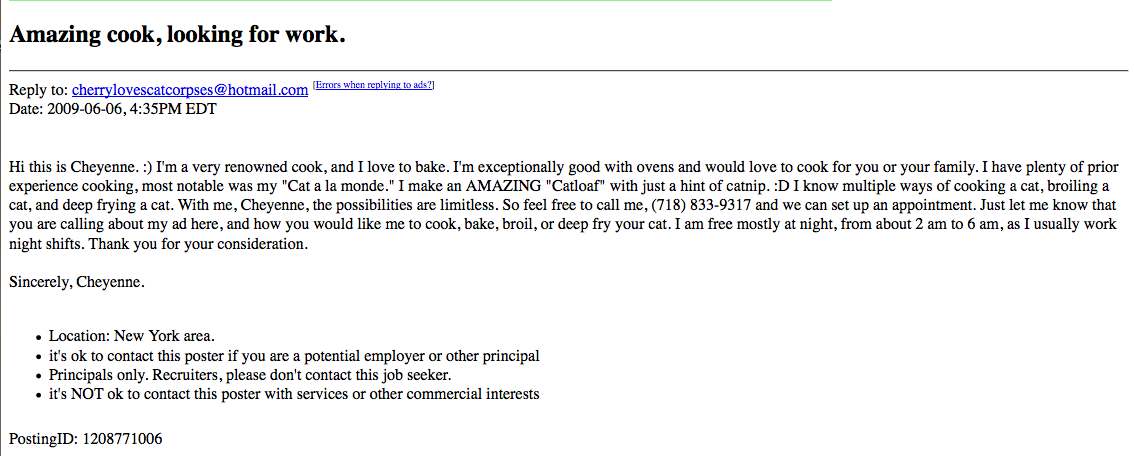 Amazing cook, looking for work.
Reply to: cherrylovescatcorpses@hotmail.com [Errors when replying to ads?]
Date: 2009-06-06, 4:35PM EDT
Hi this is Cheyenne. :) I'm a very renowned cook, and I love to bake. I'm exceptionally good with ovens and would love to cook for you or your family. I have plenty of prior
experience cooking, most notable was my "Cat a la monde." I make an AMAZING "Catloaf" with just a hint of catnip. :D I know multiple ways of cooking a cat, broiling a
cat, and deep frying a cat. With me, Cheyenne, the possibilities are limitless. So feel free to call me, (718) 833-9317 and we can set up an appointment. Just let me know that
you are calling about my ad here, and how you would like me to cook, bake, broil, or deep fry your cat. I am free mostly at night, from about 2 am to 6 am, as I usually work
night shifts. Thank you for your consideration.
Sincerely, Cheyenne.
• Location: New York area.
• it's ok to contact this poster if you are a potential employer or other principal
• Principals only. Recruiters, please don't contact this job seeker.
• it's NOT ok to contact this poster with services or other commercial interests
PostingID: 1208771006